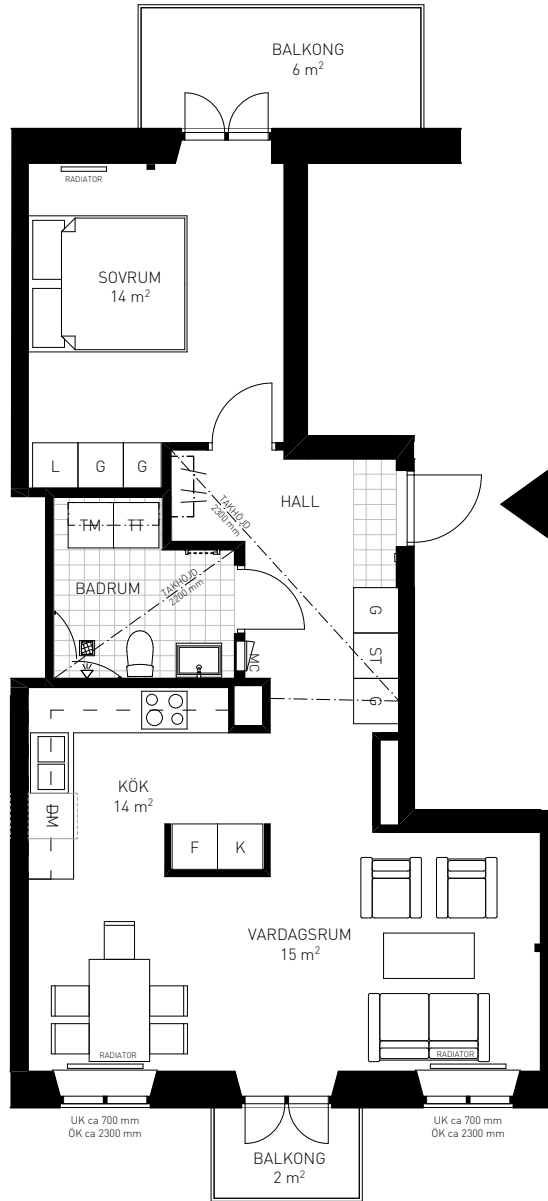 BALKONG
6 m²
RADIATOR
SOVRUM
14 m²
L G G
HALL
TAKHÖJD
2300 mm
TM TT
BADRUM
TAKHÖJD
2200 mm
G
ST
G
MC
KÖK
14 m²
DM
F K
VARDAGSRUM
15 m²
RADIATOR
RADIATOR
UK ca 700 mm
ÖK ca 2300 mm
UK ca 700 mm
ÖK ca 2300 mm
BALKONG
2 m²